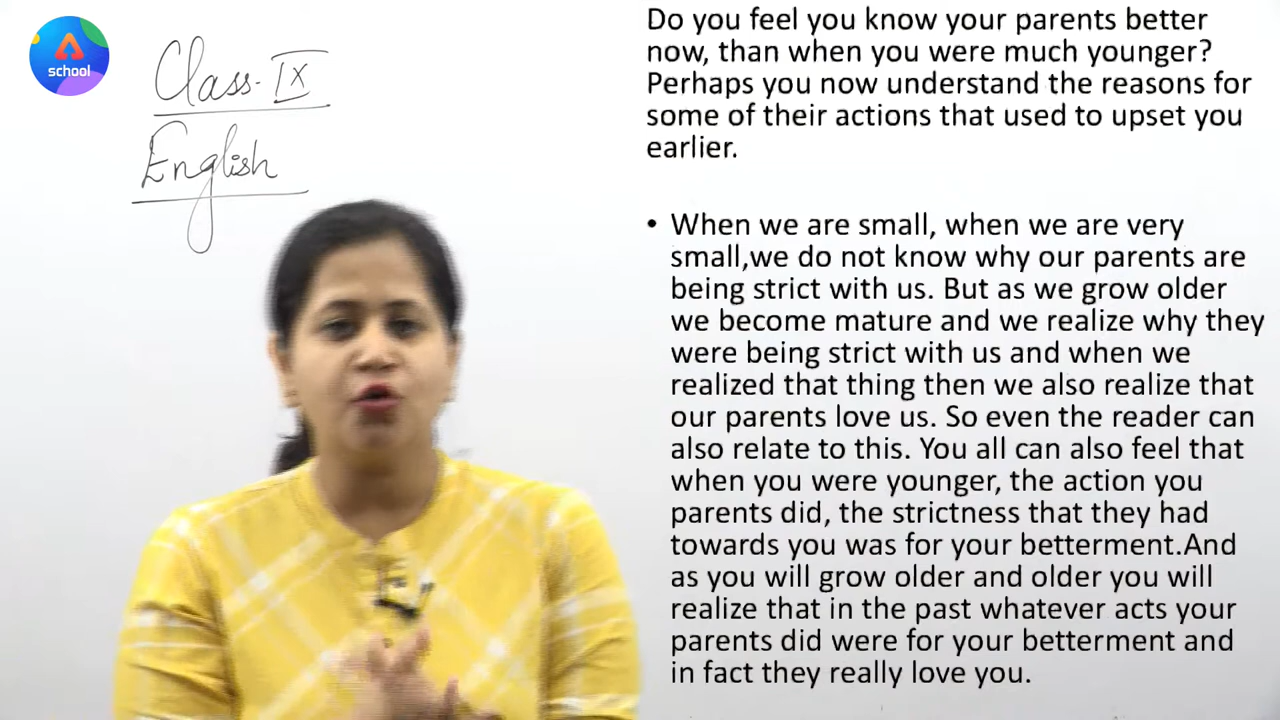 school
Class-IX
English
Do you feel you know your parents better
now, than when you were much younger?
Perhaps you now understand the reasons for
some of their actions that used to upset you
earlier.
• When we are small, when we are very
small,we do not know why our parents are
being strict with us. But as we grow older
we become mature and we realize why they
were being strict with us and when we
realized that thing then we also realize that
our parents love us. So even the reader can
also relate to this. You all can also feel that
when you were younger, the action you
parents did, the strictness that they had
towards you was for your betterment.And
as you will grow older and older you will
realize that in the past whatever acts your
parents did were for your betterment and
in fact they really love you.